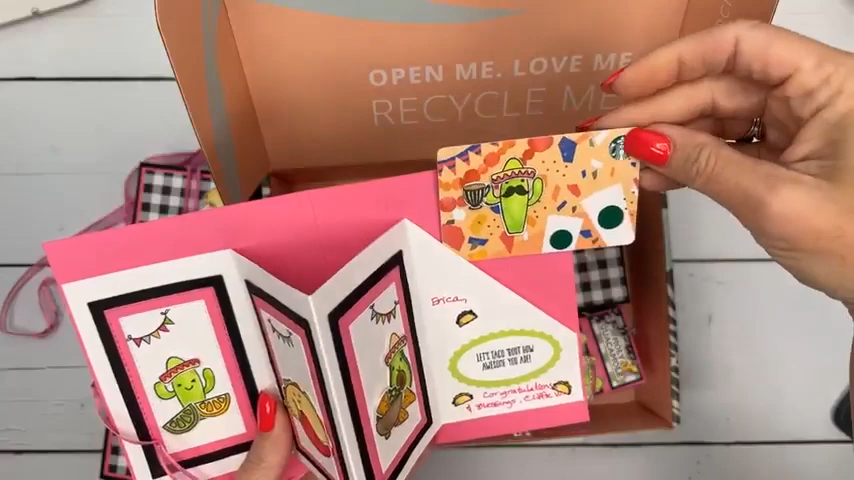 OPEN ME. LOVE ME
RECYCLE ME
Erica,
LET'S TACO 'BOUT HOW
AWESOME YOU ARE!
Congratulations
& Blessings,